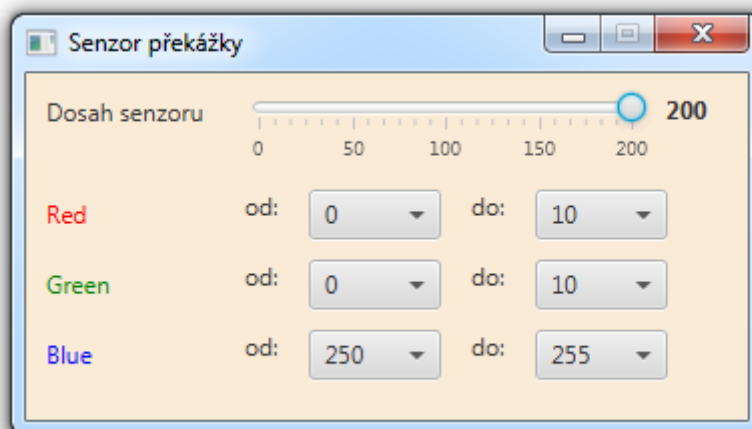 Senzor překážky
Dosah senzoru 200
0 50 100 150 200
Red od: 0 do: 10
Green od: 0 do: 10
Blue od: 250 do: 255